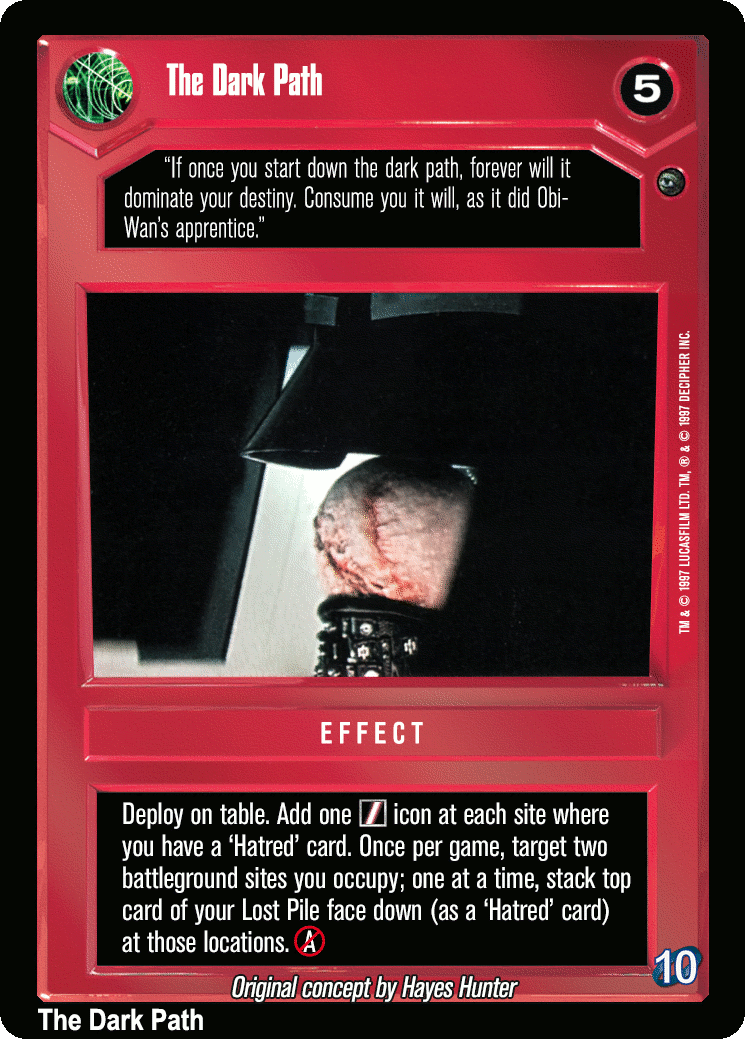 The Dark Path
5
“If once you start down the dark path, forever will it
dominate your destiny. Consume you it will, as it did Obi-
Wan’s apprentice.”
TM & © 1997 LUCASFILM LTD. TM, ® & © 1997 DECIPHER INC.
EFFECT
Deploy on table. Add one icon at each site where
you have a ‘Hatred’ card. Once per game, target two
battleground sites you occupy; one at a time, stack top
card of your Lost Pile face down (as a ‘Hatred’ card)
at those locations. A
10
Original concept by Hayes Hunter
The Dark Path